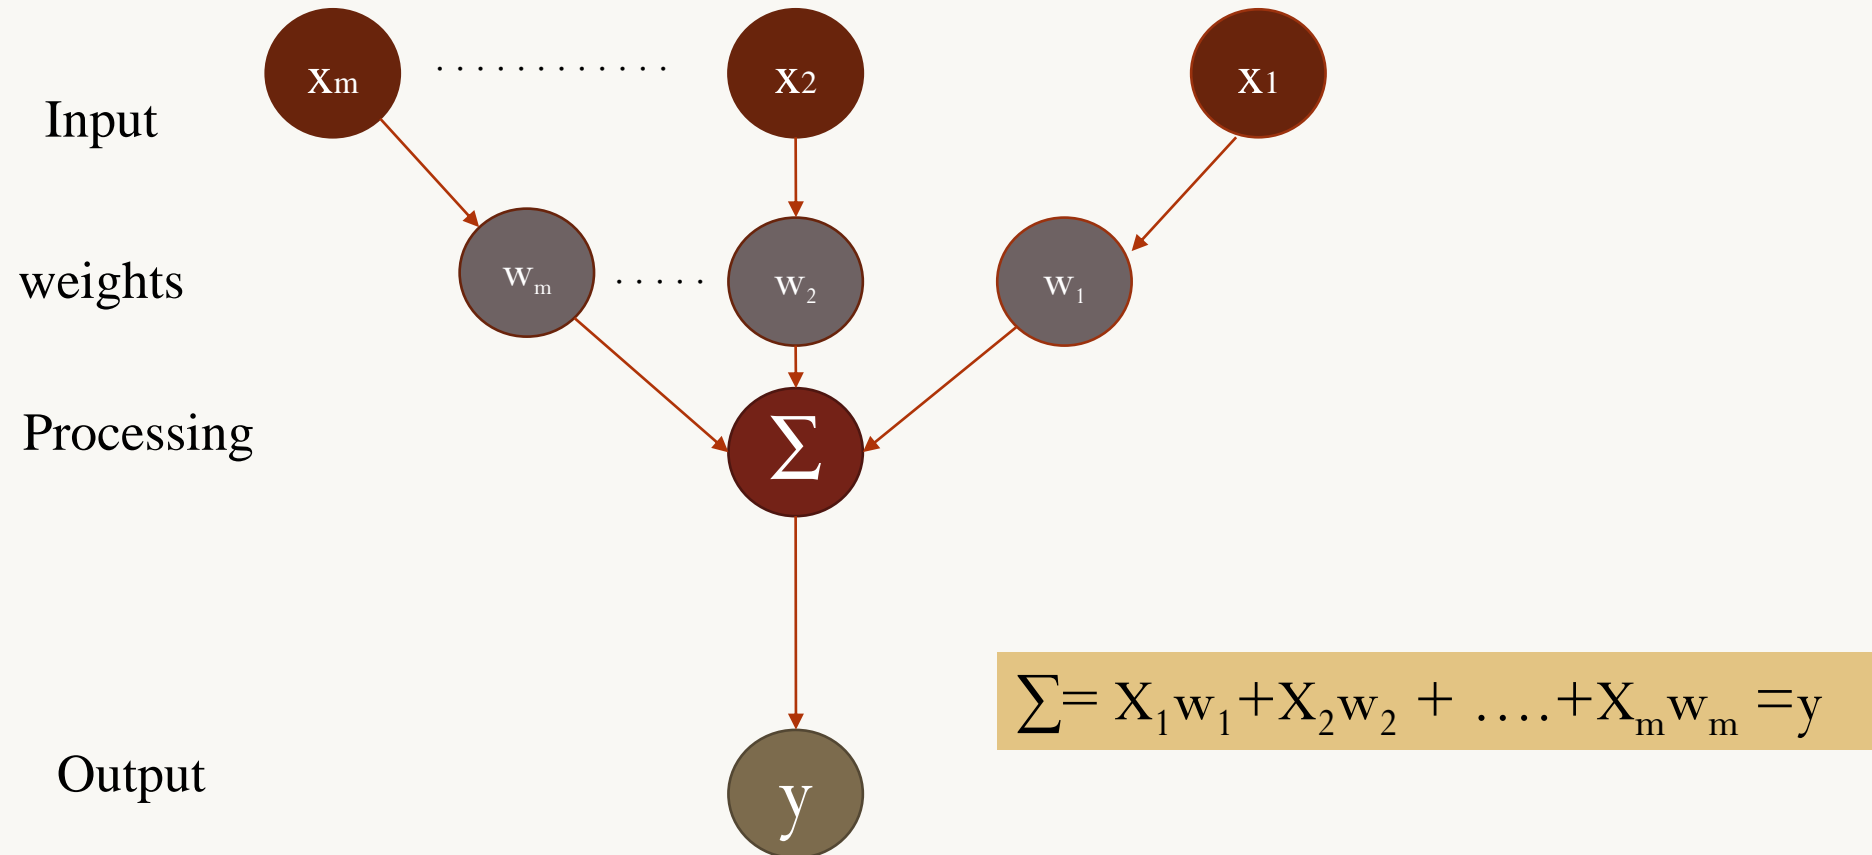 xm . . . . . . . . . . . . x2 x1
Input
wm . . . . . w2 w1
weights
Processing
∑
∑= X1w1+X2w2 + ....+Xmwm =y
Output
y